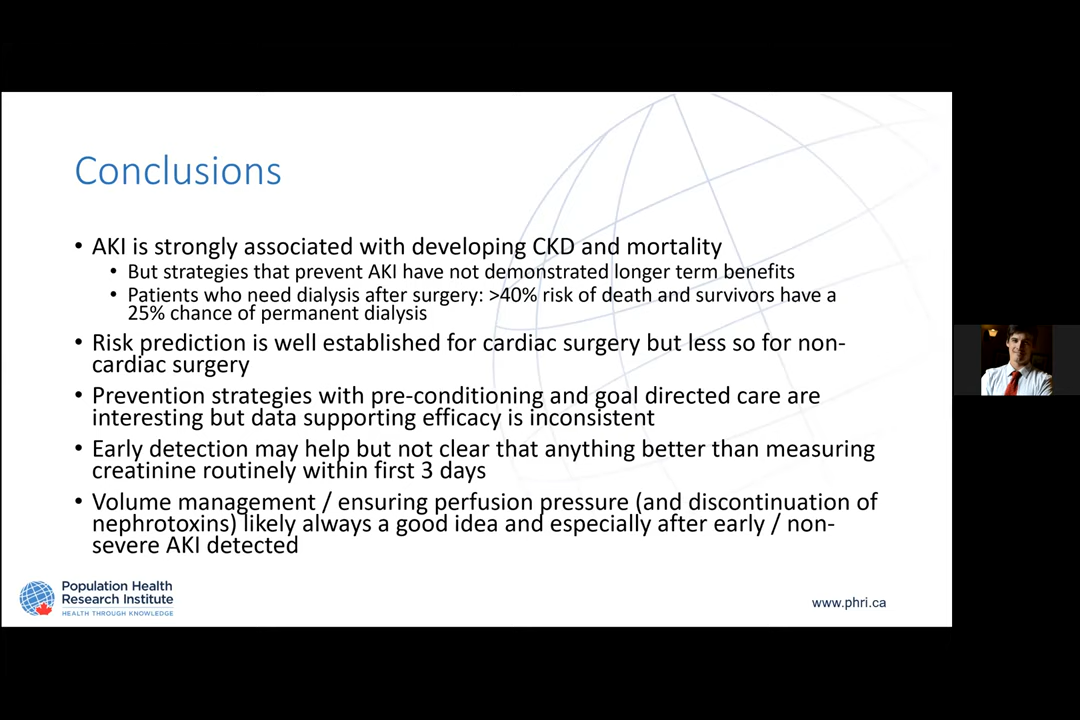 Conclusions
• AKI is strongly associated with developing CKD and mortality
• But strategies that prevent AKI have not demonstrated longer term benefits
• Patients who need dialysis after surgery: >40% risk of death and survivors have a
25% chance of permanent dialysis
• Risk prediction is well established for cardiac surgery but less so for non-
cardiac surgery
• Prevention strategies with pre-conditioning and goal directed care are
interesting but data supporting efficacy is inconsistent
• Early detection may help but not clear that anything better than measuring
creatinine routinely within first 3 days
• Volume management / ensuring perfusion pressure (and discontinuation of
nephrotoxins) likely always a good idea and especially after early / non-
severe AKI detected
Population Health
Research Institute
HEALTH THROUGH KNOWLEDGE
www.phri.ca